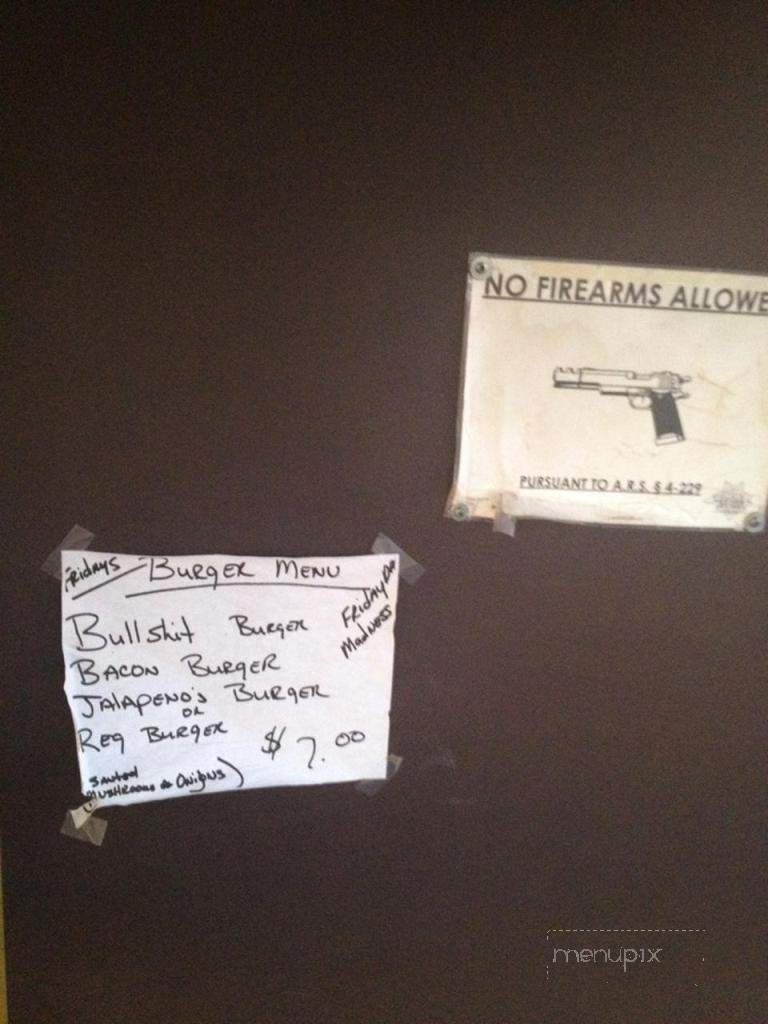 NO FIREARMS ALLOWE
PURSUANT TO A.R.S. § 4-229
Fridays BURGER MENU
FRIDAY
MADNESS
Bullshit BURGER
BACON BURGER
JALAPENO'S BURGER
OR
REG BURGER $7.00
MUSHROOMS ONIONS)
menupix